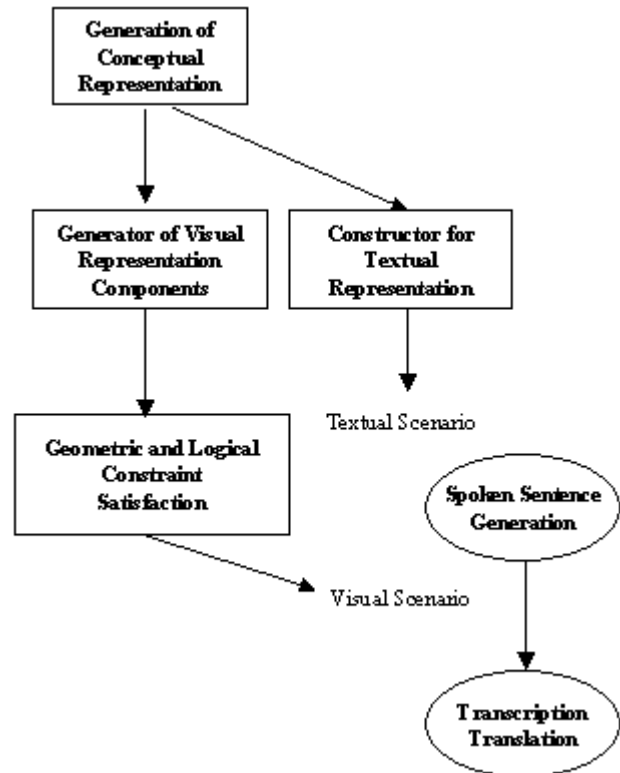 Generation of
Conceptual
Representation
Generator of Visual
Representation
Components
Constructor for
Textual
Representation
Textual Scenario
Geometric and Logical
Constraint
Satisfaction
Spoken Sentence
Generation
Visual Scenario
Transcription
Translation